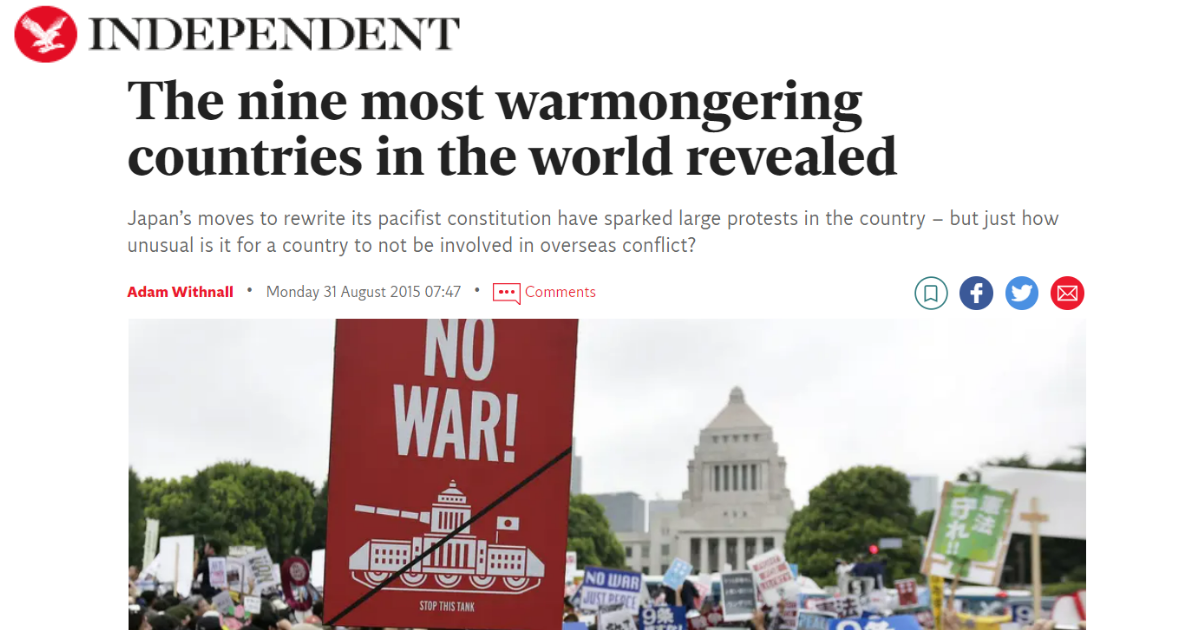 INDEPENDENT
The nine most warmongering
countries in the world revealed
Japan's moves to rewrite its pacifist constitution have sparked large protests in the country – but just how
unusual is it for a country to not be involved in overseas conflict?
Adam Withnall • Monday 31 August 2015 07:47 • Comments
NO
WAR!
STOP THIS TANK
憲法
守れ!!
NO WAR
JUST PEACE
9条